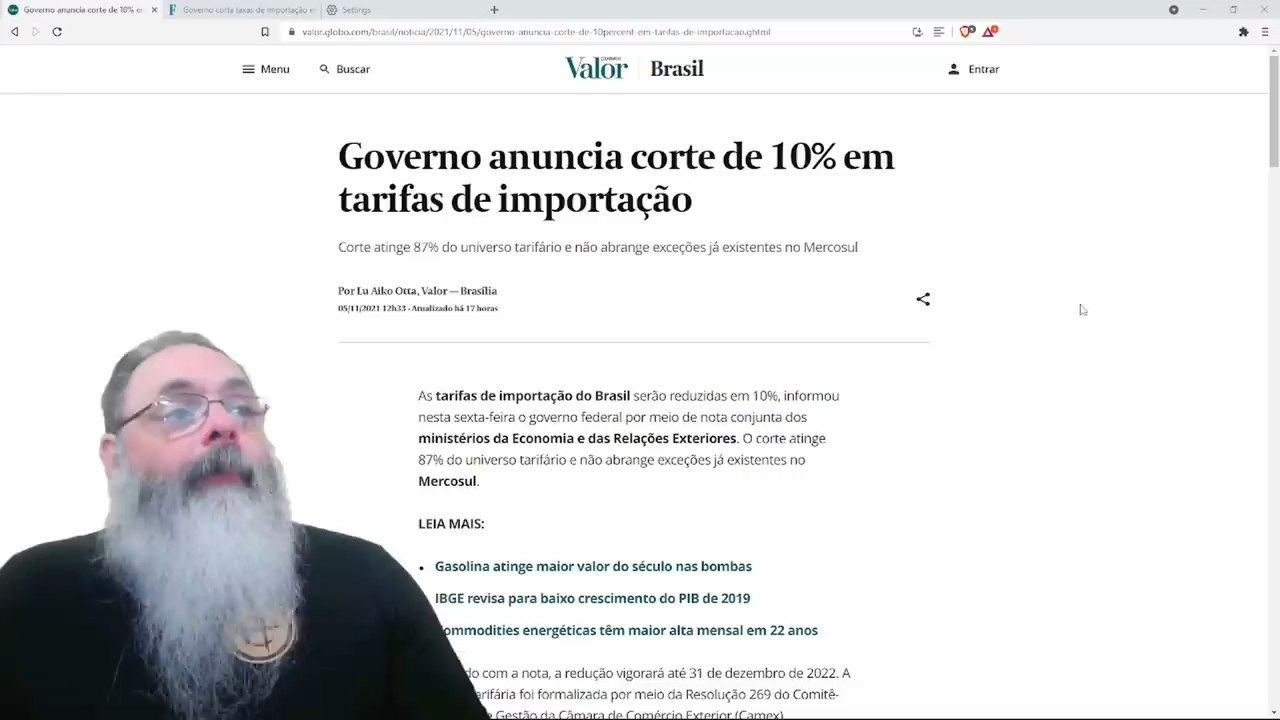 Governo anuncia corte de 10% e
Governo corta taxas de importação e
Settings
valor.globo.com/brasil/noticia/2021/11/05/governo-anuncia-corte-de-10percent-em-tarifas-de-importacao.ghtml
Menu
Buscar
Valor
Brasil
Entrar
Governo anuncia corte de 10% em
tarifas de importação
Corte atinge 87% do universo tarifário e não abrange exceções já existentes no Mercosul
Por Lu Aiko Otta, Valor — Brasília
05/11/2021 12h33 · Atualizado há 17 horas
As tarifas de importação do Brasil serão reduzidas em 10%, informou
nesta sexta-feira o governo federal por meio de nota conjunta dos
ministérios da Economia e das Relações Exteriores. O corte atinge
87% do universo tarifário e não abrange exceções já existentes no
Mercosul.
LEIA MAIS:
• Gasolina atinge maior valor do século nas bombas
IBGE revisa para baixo crescimento do PIB de 2019
ommodities energéticas têm maior alta mensal em 22 anos
do com a nota, a redução vigorará até 31 de dezembro de 2022. A
arifária foi formalizada por meio da Resolução 269 do Comitê-
e Gestão da Câmara de Comércio Exterior (Camex)